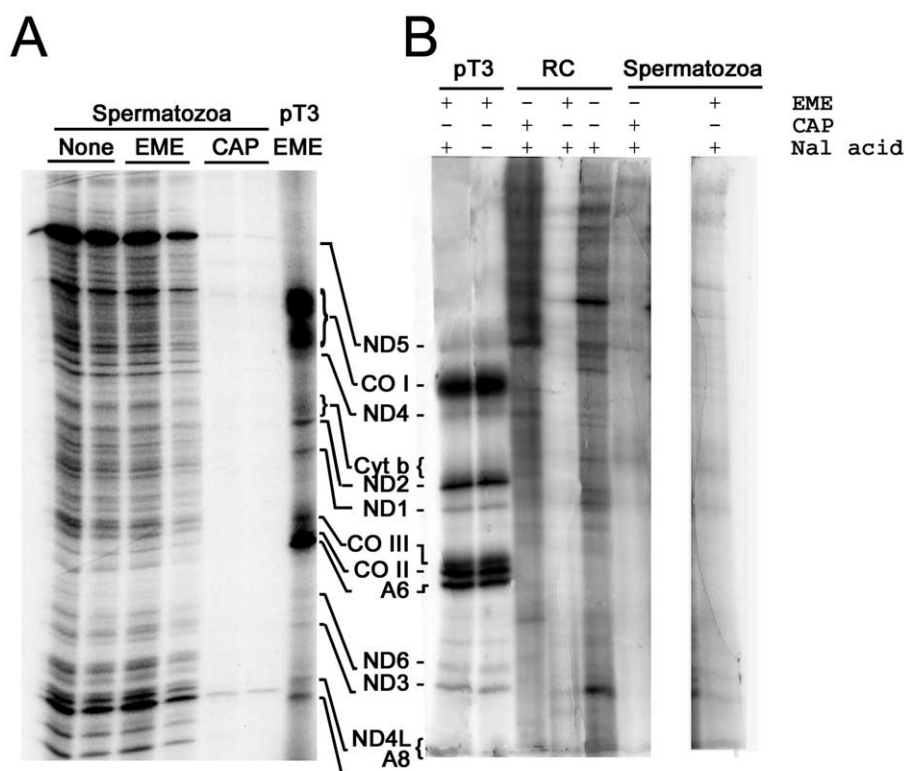 A
B
Spermatozoa pT3
None EME CAP EME
pT3 RC Spermatozoa
+ + - + - - + EME
- - + - - + - CAP
+ - + + + + + Nal acid
ND5 -
CO I -
ND4 -
Cyt b {
ND2 -
ND1 -
CO III
CO II -
A6 -
ND6 -
ND3 -
ND4L
A8 {